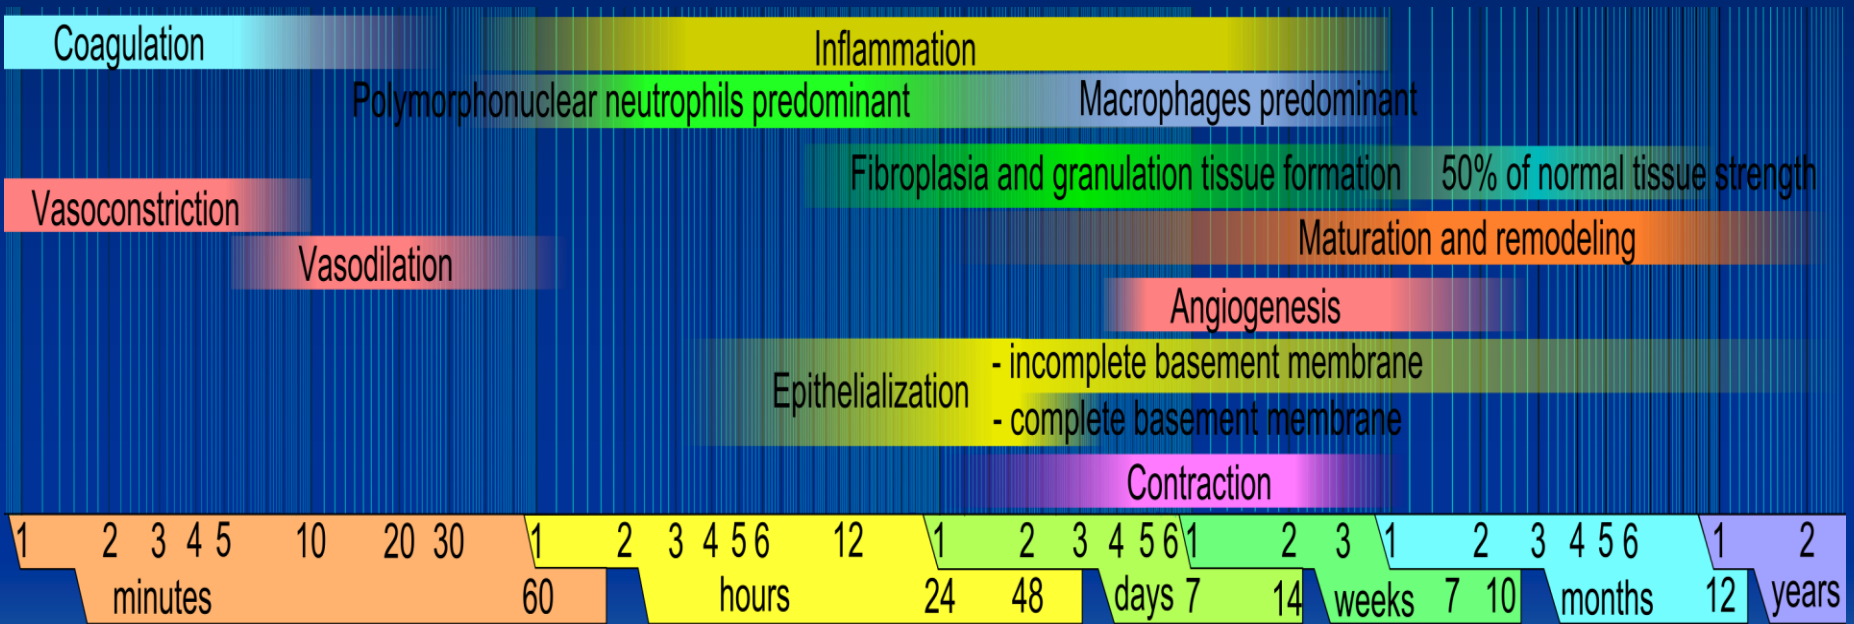 Coagulation
Inflammation
Polymorphonuclear neutrophils predominant
Macrophages predominant
Fibroplasia and granulation tissue formation
50% of normal tissue strength
Vasoconstriction
Maturation and remodeling
Vasodilation
Angiogenesis
- incomplete basement membrane
Epithelialization
- complete basement membrane
Contraction
1 2 3 4 5 10 20 30 1 2 3 4 5 6 12 1 2 3 4 5 6 1 2 3 1 2 3 4 5 6 1 2
minutes 60 hours 24 48 days 7 14 weeks 7 10 months 12 years